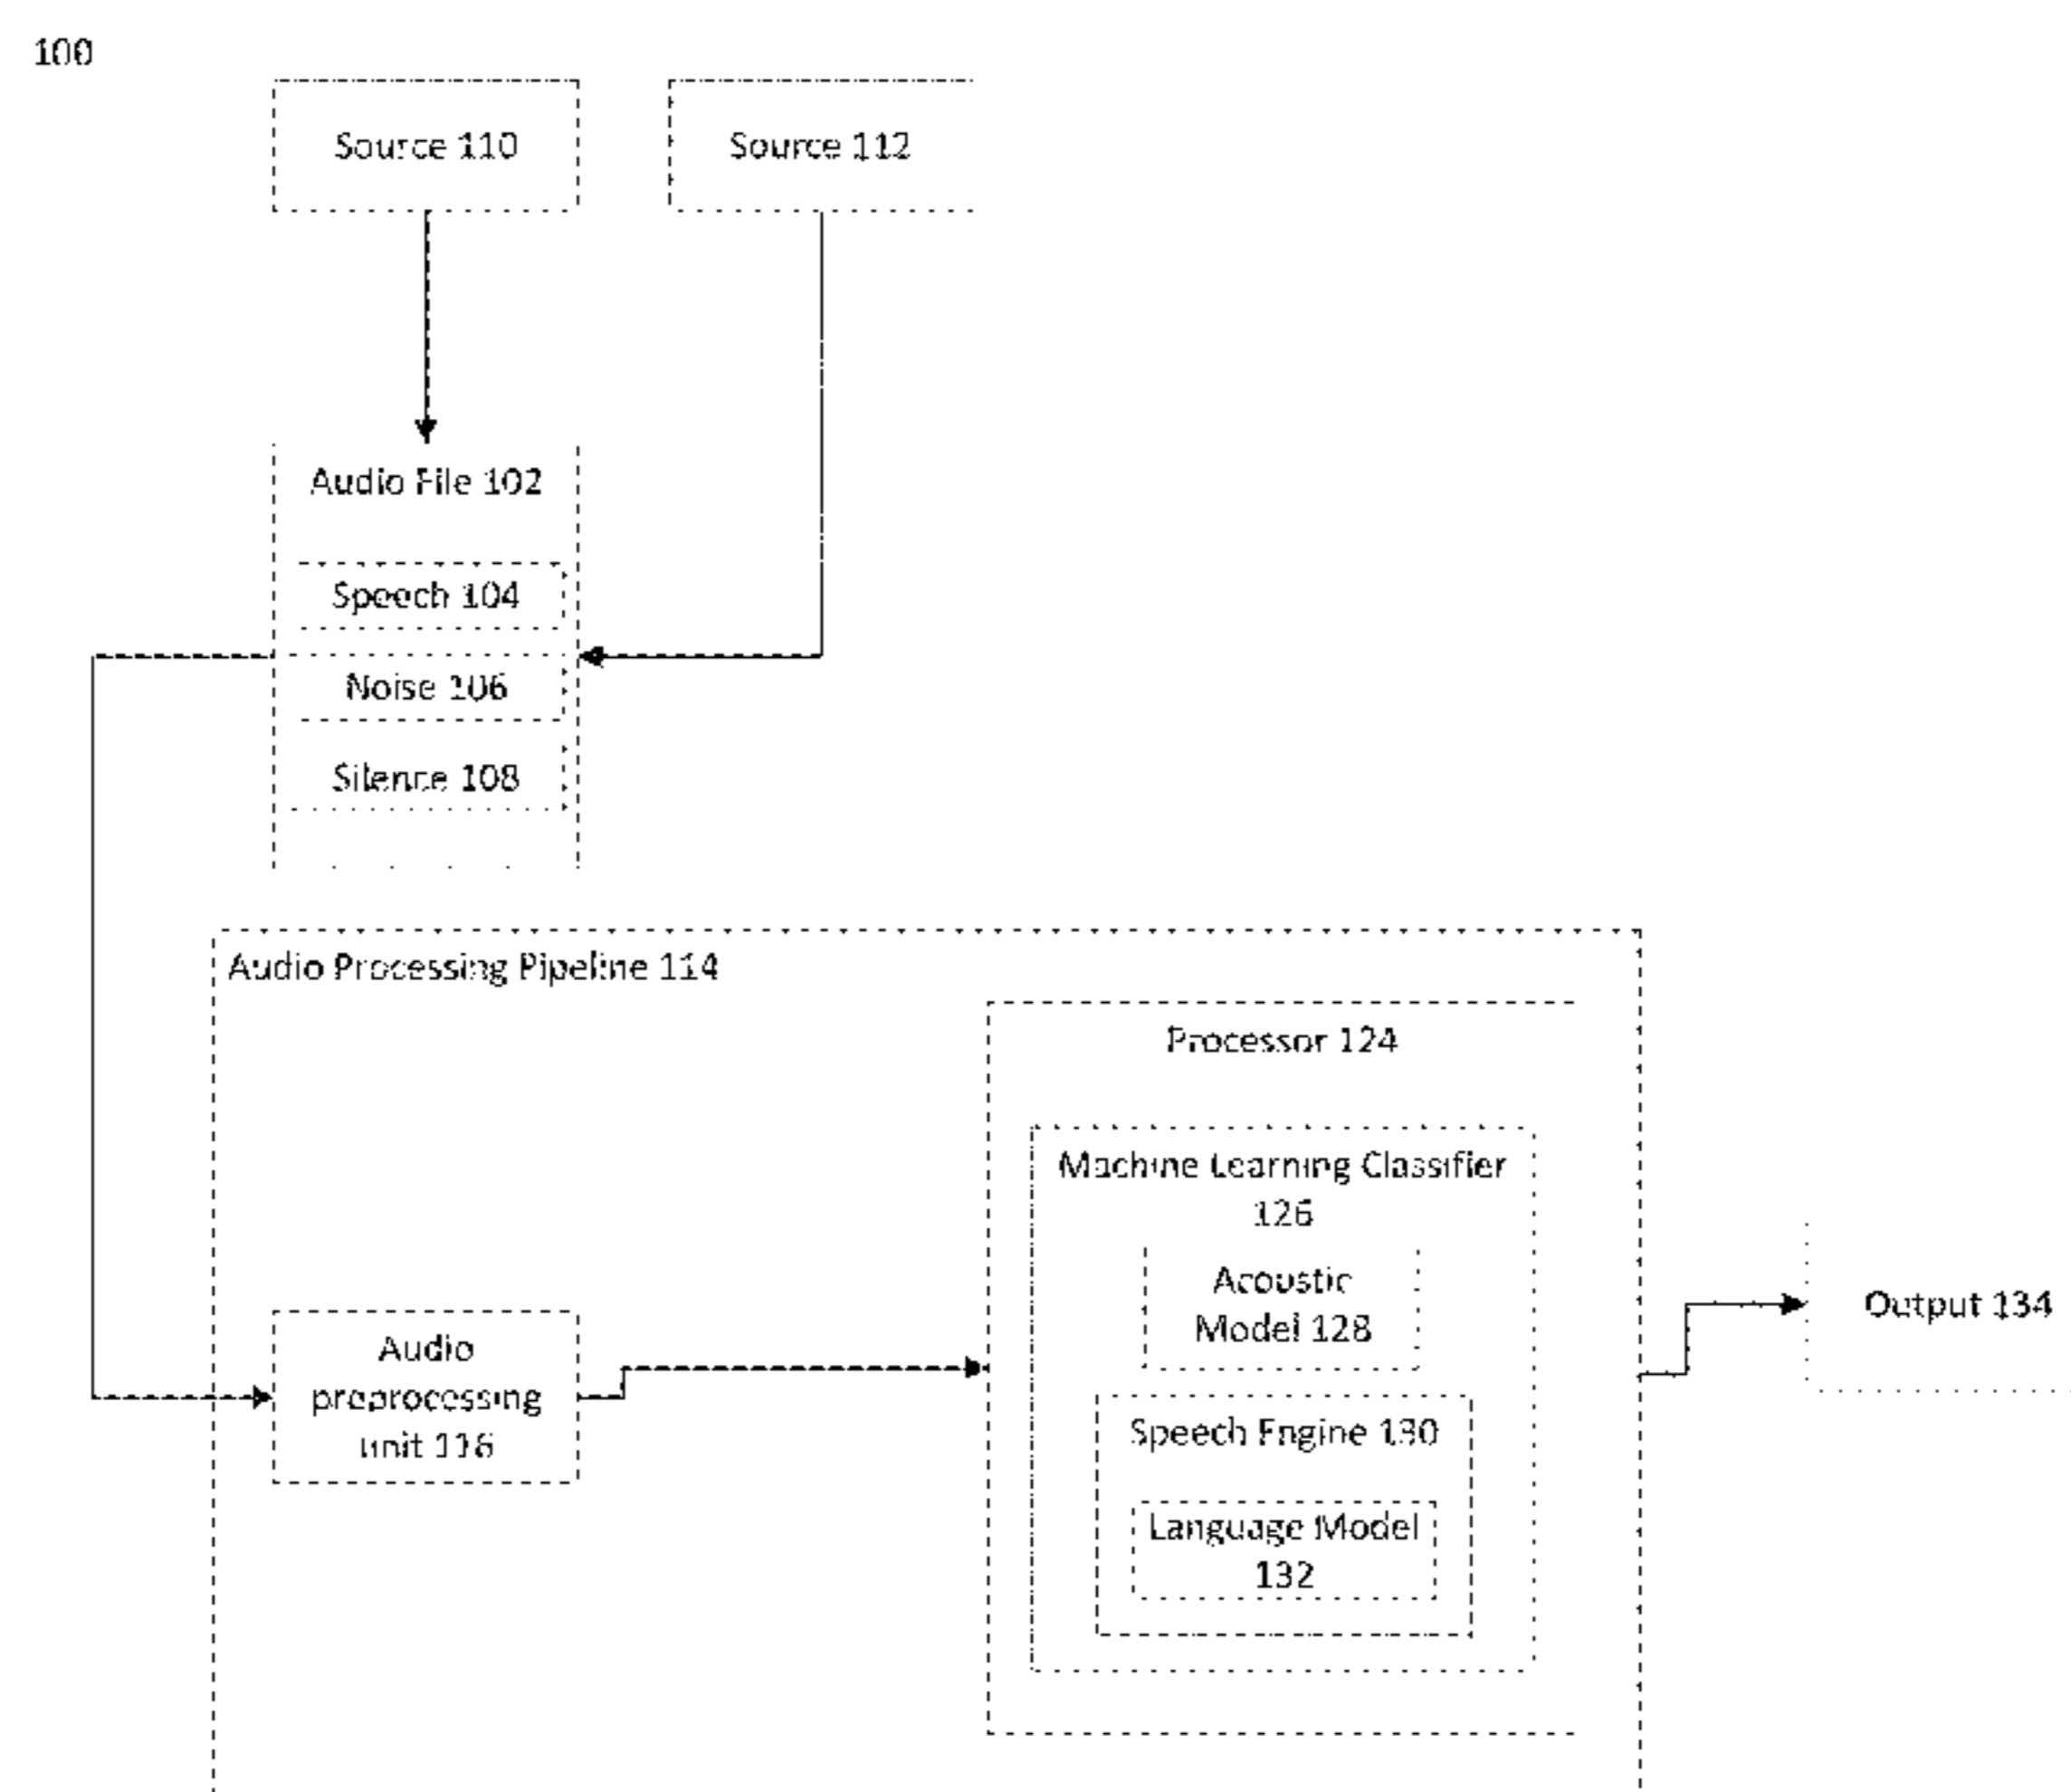 100
Source 110
Source 112
Audio File 102
Speech 104
Noise 106
Silence 108
Audio Processing Pipeline 114
Processor 124
Machine Learning Classifier
126
Acoustic
Model 128
Output 134
Audio
preprocessing
unit 116
Speech Engine 130
Language Model
132